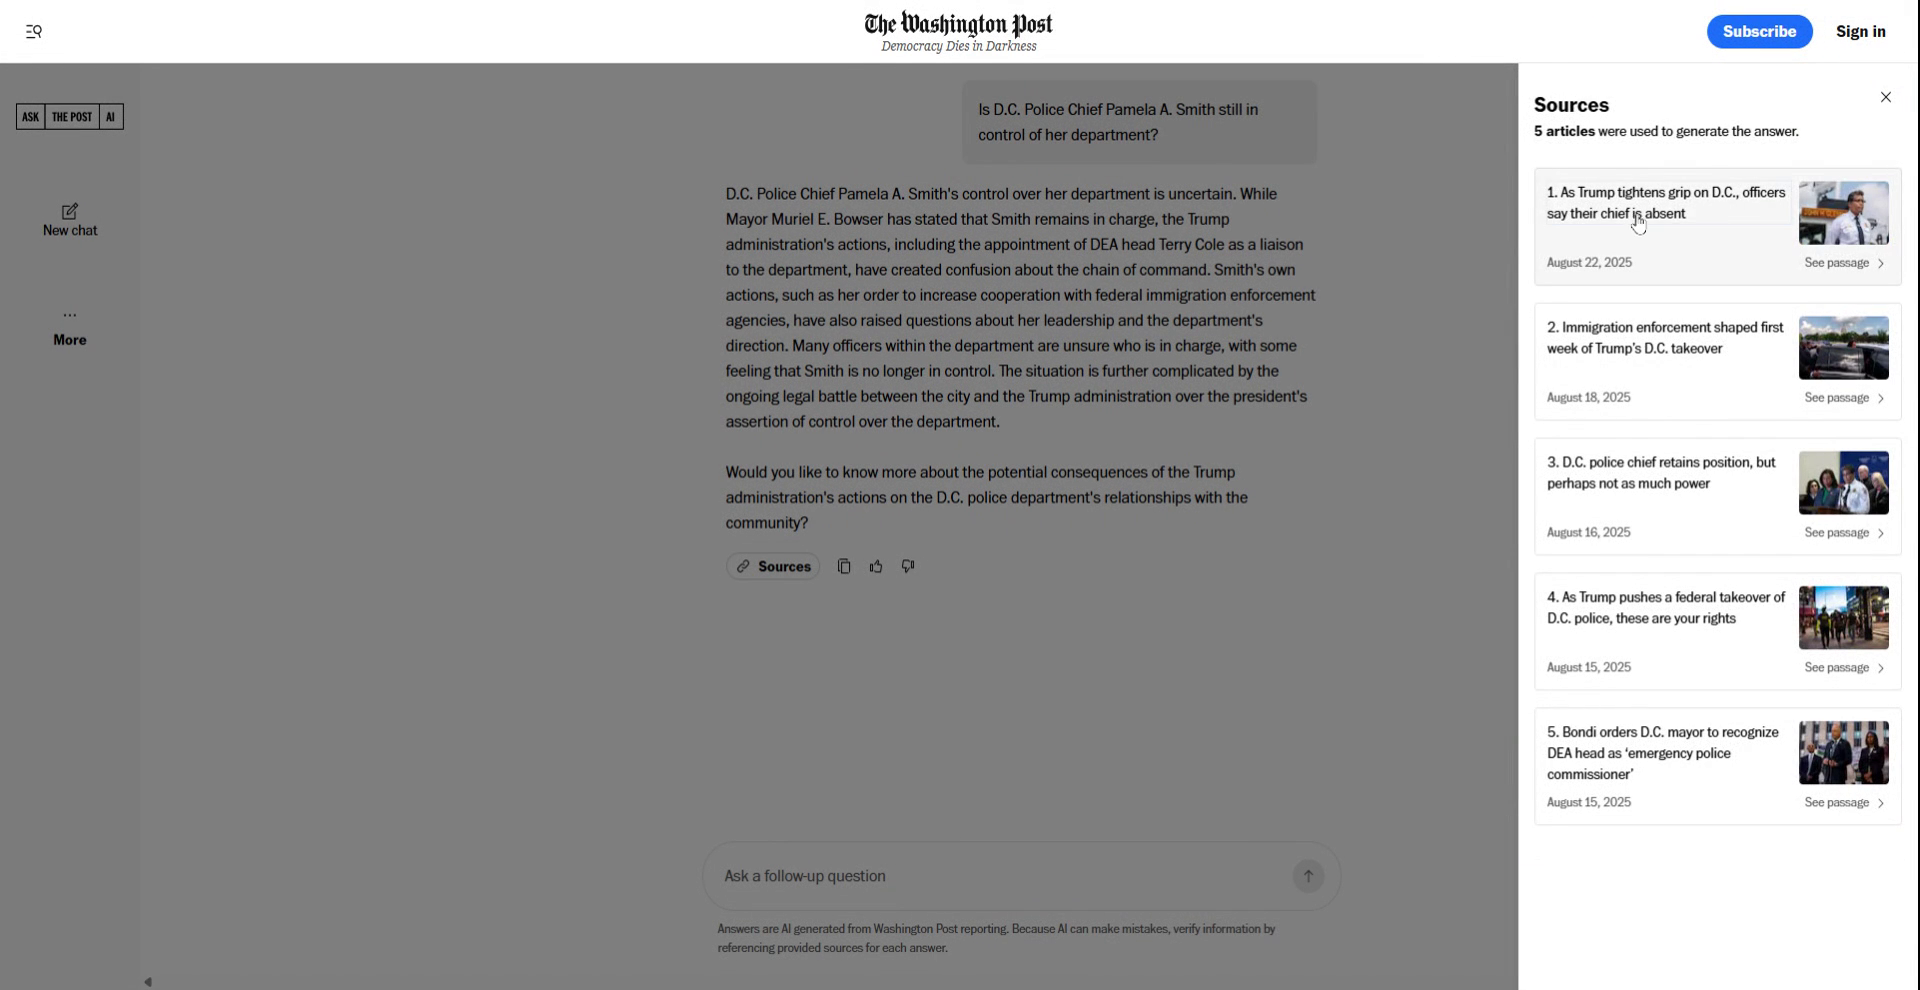 The Washington Post
Democracy Dies in Darkness
Subscribe
Sign in
ASK THE POST AI
New chat
...
More
Is D.C. Police Chief Pamela A. Smith still in
control of her department?
D.C. Police Chief Pamela A. Smith's control over her department is uncertain. While
Mayor Muriel E. Bowser has stated that Smith remains in charge, the Trump
administration's actions, including the appointment of DEA head Terry Cole as a liaison
to the department, have created confusion about the chain of command. Smith's own
actions, such as her order to increase cooperation with federal immigration enforcement
agencies, have also raised questions about her leadership and the department's
direction. Many officers within the department are unsure who is in charge, with some
feeling that Smith is no longer in control. The situation is further complicated by the
ongoing legal battle between the city and the Trump administration over the president's
assertion of control over the department.
Would you like to know more about the potential consequences of the Trump
administration's actions on the D.C. police department's relationships with the
community?
Sources
Ask a follow-up question
Answers are AI generated from Washington Post reporting. Because AI can make mistakes, verify information by
referencing provided sources for each answer.
Sources
5 articles were used to generate the answer.
1. As Trump tightens grip on D.C., officers
say their chief is absent
August 22, 2025
See passage
2. Immigration enforcement shaped first
week of Trump's D.C. takeover
August 18, 2025
See passage
3. D.C. police chief retains position, but
perhaps not as much power
August 16, 2025
See passage
4. As Trump pushes a federal takeover of
D.C. police, these are your rights
August 15, 2025
See passage
5. Bondi orders D.C. mayor to recognize
DEA head as ‘emergency police
commissioner’
August 15, 2025
See passage